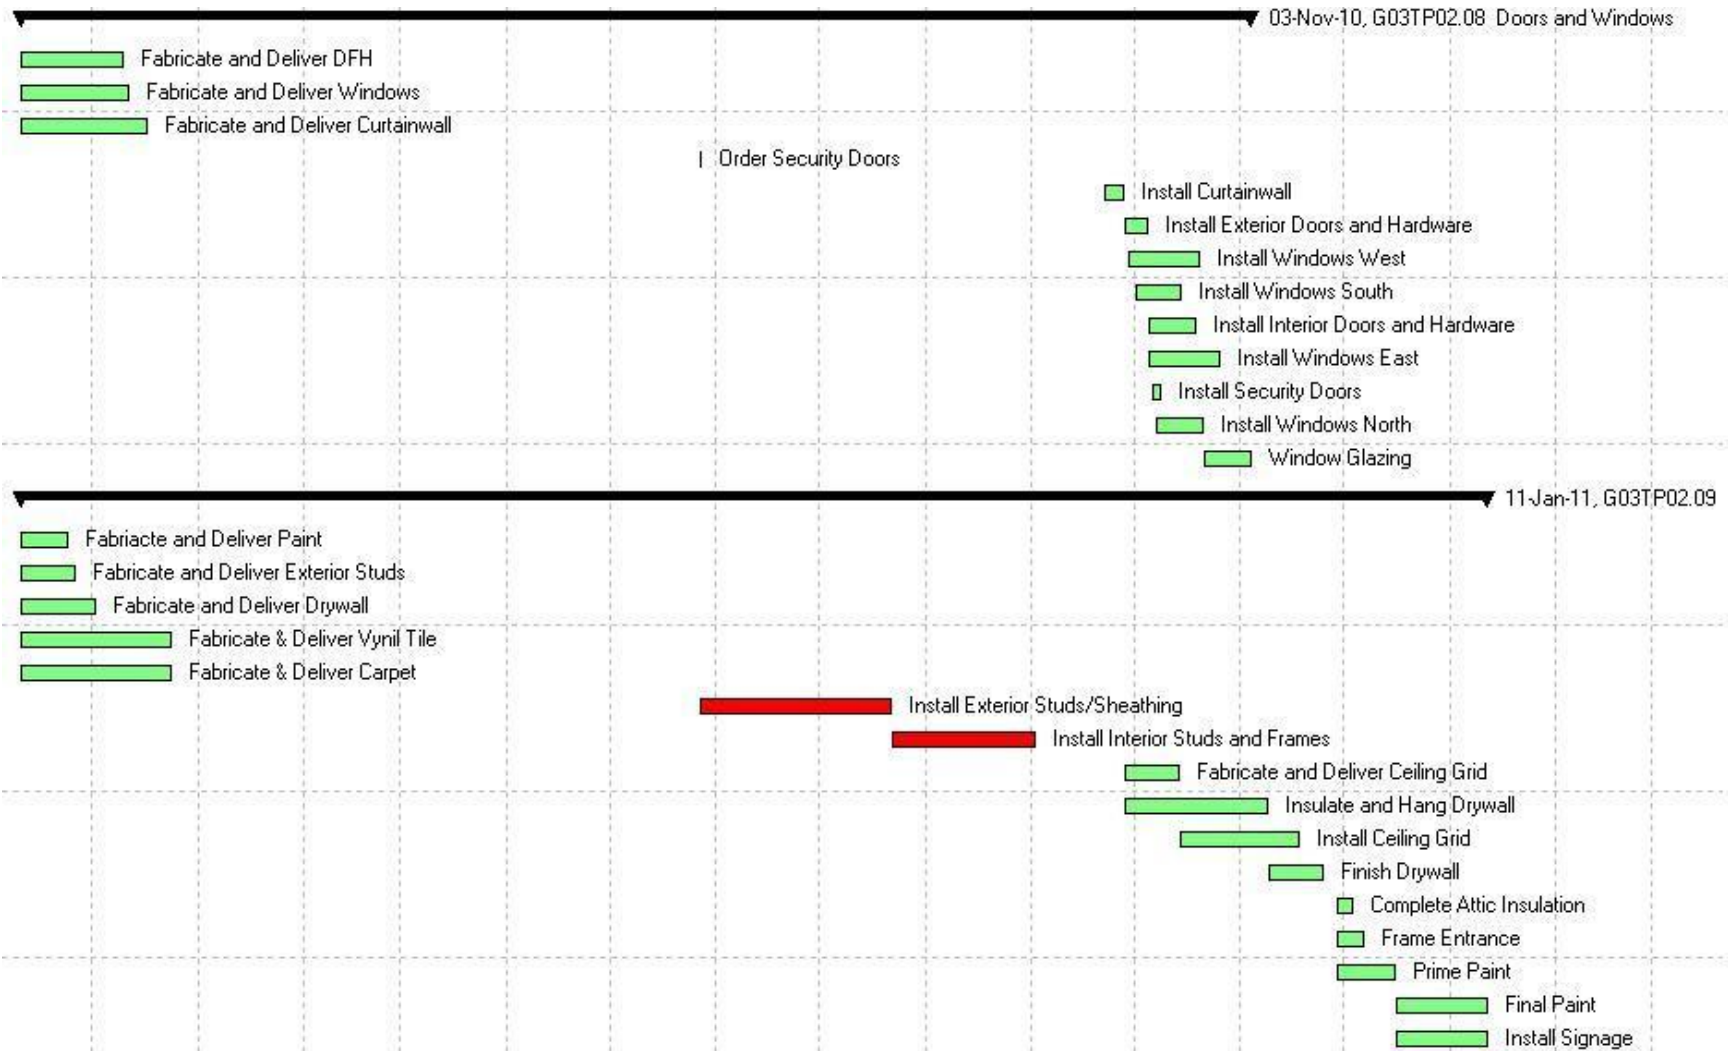 03-Nov-10, G03TP02.08 Doors and Windows
Fabricate and Deliver DFH
Fabricate and Deliver Windows
Fabricate and Deliver Curtainwall
Order Security Doors
Install Curtainwall
Install Exterior Doors and Hardware
Install Windows West
Install Windows South
Install Interior Doors and Hardware
Install Windows East
Install Security Doors
Install Windows North
Window Glazing
11-Jan-11, G03TP02.09
Fabriacte and Deliver Paint
Fabricate and Deliver Exterior Studs
Fabricate and Deliver Drywall
Fabricate & Deliver Vynil Tile
Fabricate & Deliver Carpet
Install Exterior Studs/Sheathing
Install Interior Studs and Frames
Fabricate and Deliver Ceiling Grid
Insulate and Hang Drywall
Install Ceiling Grid
Finish Drywall
Complete Attic Insulation
Frame Entrance
Prime Paint
Final Paint
Install Signage